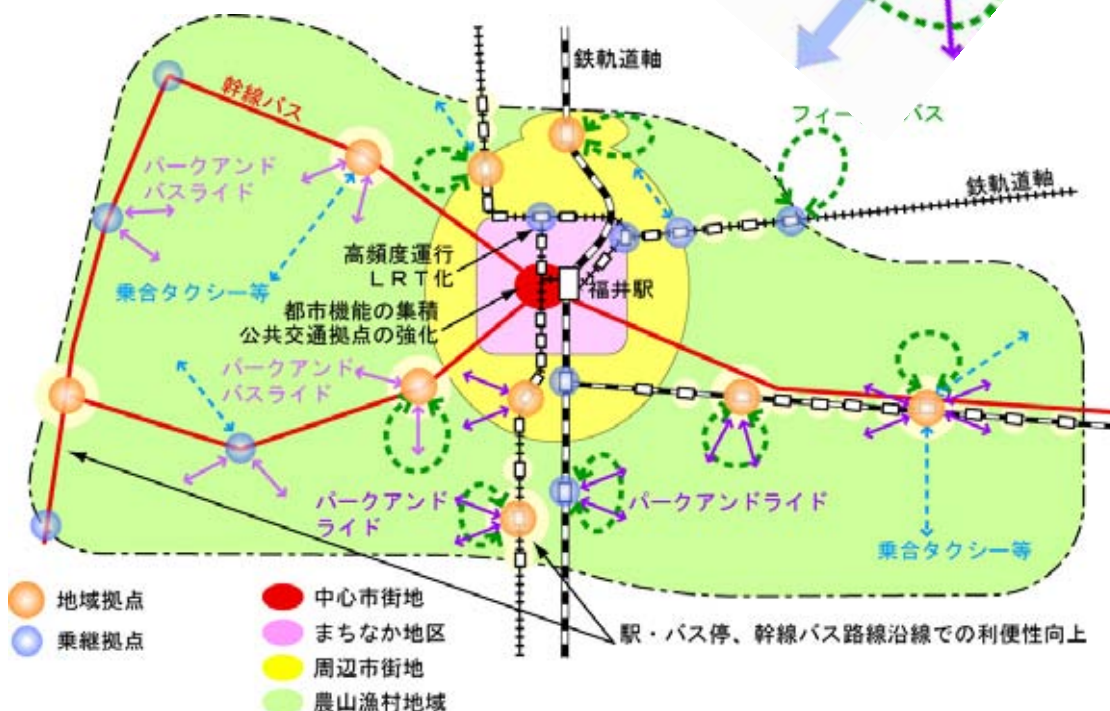 鉄軌道軸
幹線バス
フィー バス
パークアンド
バスライド
鉄軌道軸
高頻度運行
ＬＲＴ化
乗合タクシー等
福井駅
都市機能の集積
公共交通拠点の強化
パークアンド
バスライド
パークアンド
ライド
パークアンドライド
乗合タクシー等
地域拠点
乗継拠点
中心市街地
まちなか地区
周辺市街地
農山漁村地域
駅・バス停、幹線バス路線沿線での利便性向上